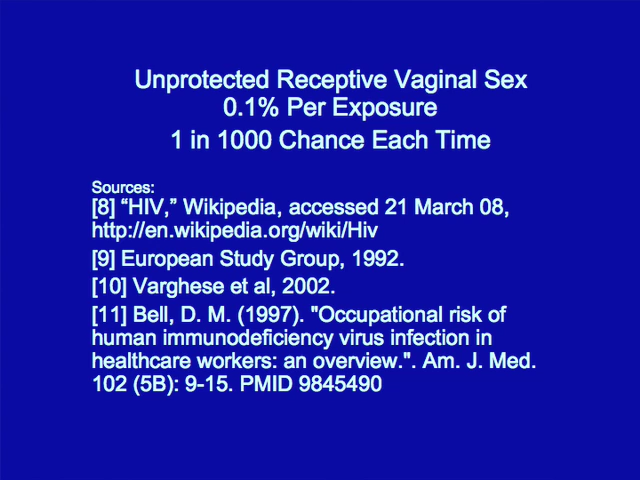 Unprotected Receptive Vaginal Sex
0.1% Per Exposure
1 in 1000 Chance Each Time
Sources:
[8] “HIV,” Wikipedia, accessed 21 March 08,
http://en.wikipedia.org/wiki/Hiv
[9] European Study Group, 1992.
[10] Varghese et al, 2002.
[11] Bell, D. M. (1997). "Occupational risk of
human immunodeficiency virus infection in
healthcare workers: an overview.". Am. J. Med.
102 (5B): 9-15. PMID 9845490